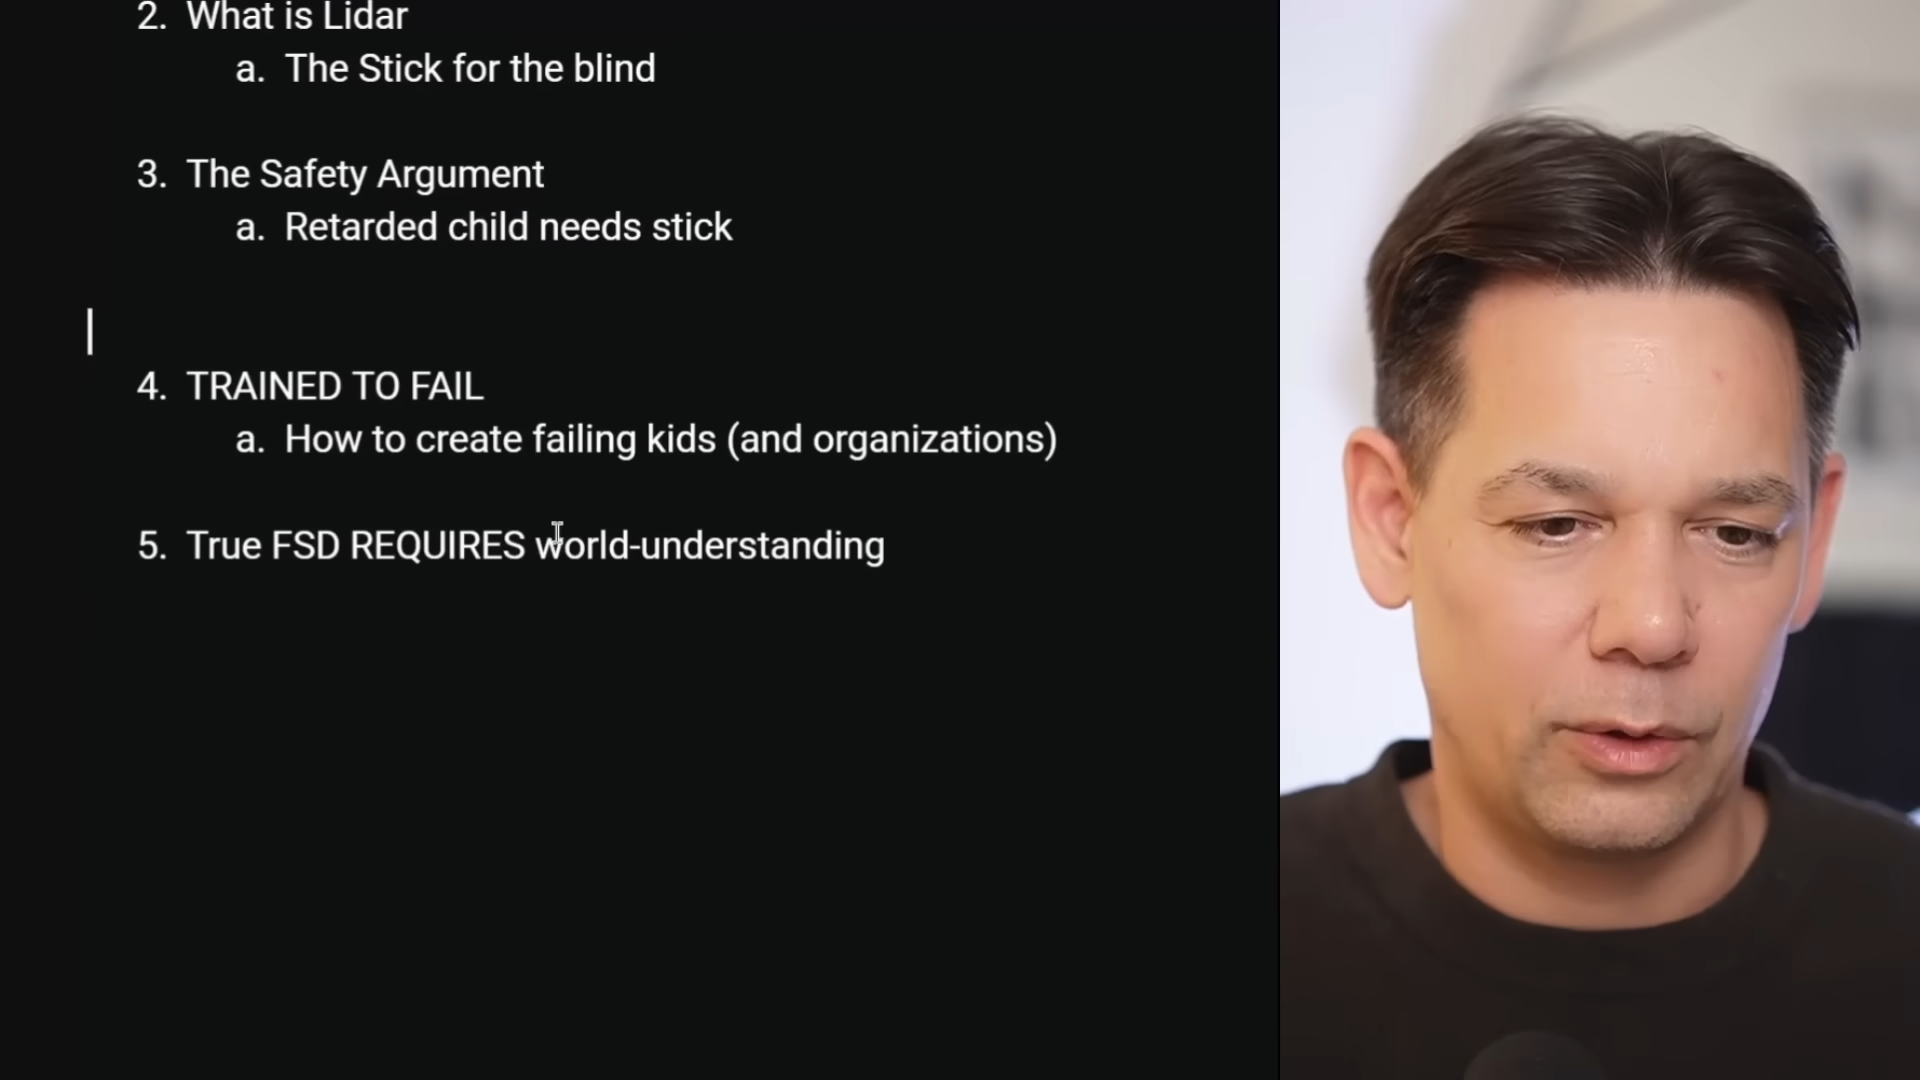 2. What is Lidar
a. The Stick for the blind
3. The Safety Argument
a. Retarded child needs stick
4. TRAINED TO FAIL
a. How to create failing kids (and organizations)
5. True FSD REQUIRES world-understanding